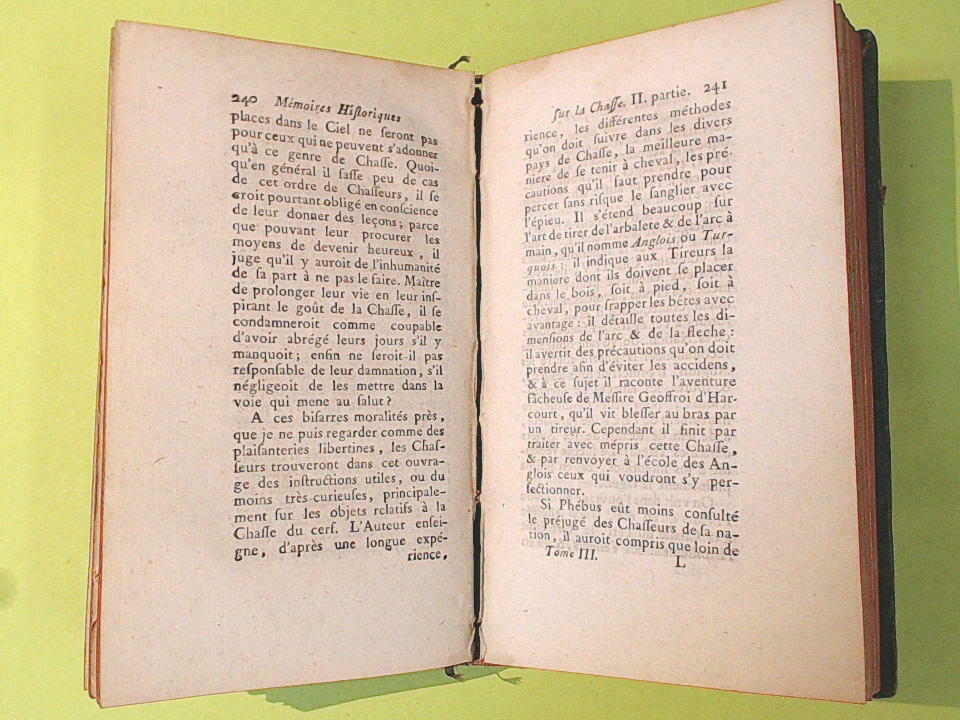 240 Mémoires Hiſtoriques
places dans le Ciel ne ſeront pas
pour ceux qui ne peuvent s'adonner
qu'à ce genre de Chaſſe. Quoi-
qu'en général il faſſe peu de cas
de cet ordre de Chaſſeurs, il ſe
croit pourtant obligé en conſcience
de leur donner des leçons; parce
que pouvant leur procurer les
moyens de devenir heureux, il
juge qu'il y auroit de l'inhumanité
de ſa part à ne pas le faire. Maître
de prolonger leur vie en leur inſ-
pirant le goût de la Chaſſe, il ſe
condamneroit comme coupable
d'avoir abrégé leurs jours s'il y
manquoit; enfin ne ſeroit-il pas
reſponſable de leur damnation, s'il
négligeoit de les mettre dans la
voie qui mene au ſalut?
A ces biſarres moralités près,
que je ne puis regarder comme des
plaiſanteries libertines, les Chaſ-
ſeurs trouveront dans cet ouvra-
ge des inſtructions utiles, ou du
moins très-curieuſes, principale-
ment ſur les objets relatifs à la
Chaſſe du cerf. L'Auteur enſei-
gne, d'après une longue expé-
rience,
ſur la Chaſſe. II. partie. 241
rience, les différentes méthodes
qu'on doit ſuivre dans les divers
pays de Chaſſe, la meilleure ma-
niere de ſe tenir à cheval, les pré-
cautions qu'il faut prendre pour
percer ſans riſque le ſanglier avec
l'épieu. Il s'étend beaucoup ſur
l'art de tirer de l'arbalete & de l'arc à
main, qu'il nomme Anglois ou Tur-
quois; il indique aux Tireurs la
maniere dont ils doivent ſe placer
dans le bois, ſoit à pied, ſoit à
cheval, pour frapper les bêtes avec
avantage: il détaille toutes les di-
menſions de l'arc & de la fleche:
il avertit des précautions qu'on doit
prendre afin d'éviter les accidens,
& à ce ſujet il raconte l'aventure
fâcheuſe de Meſſire Geoffroi d'Har-
court, qu'il vit bleſſer au bras par
un tireur. Cependant il finit par
traiter avec mépris cette Chaſſe,
& par renvoyer à l'école des An-
glois ceux qui voudront s'y per-
fectionner.
Si Phébus eût moins conſulté
le préjugé des Chaſſeurs de ſa na-
tion, il auroit compris que loin de
Tome III. L